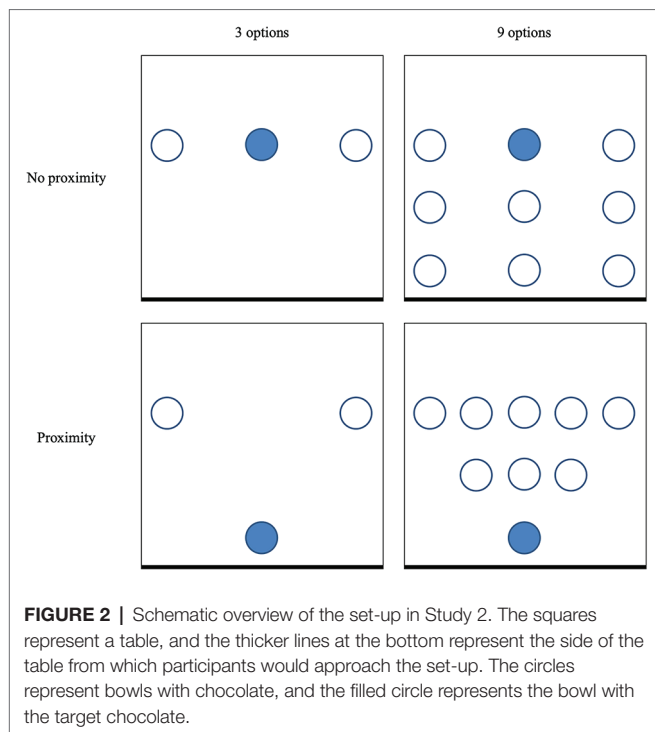 3 options
9 options
No proximity
Proximity
FIGURE 2 | Schematic overview of the set-up in Study 2. The squares
represent a table, and the thicker lines at the bottom represent the side of the
table from which participants would approach the set-up. The circles
represent bowls with chocolate, and the filled circle represents the bowl with
the target chocolate.